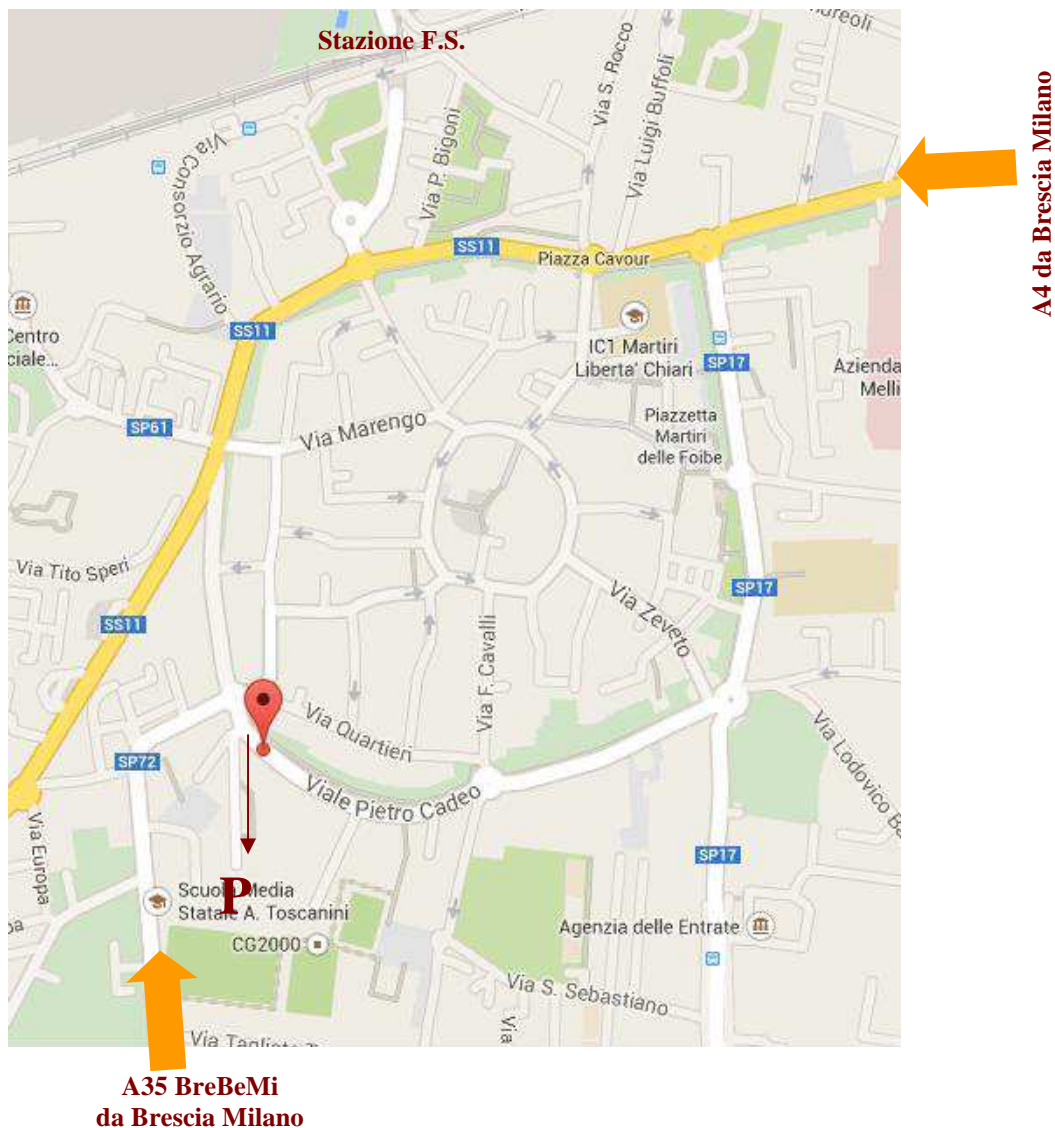 Stazione F.S.
Via S. Rocco
Via Luigi Buffoli
Via P. Bigoni
Via Consorzio Agrario
A4 da Brescia Milano
SS11
Piazza Cavour
SS11
Centro
ciale...
IC1 Martiri
Liberta' Chiari
SP17
Azienda
Melli
SP61
Via Marengo
Piazzetta
Martiri
delle Foibe
Via Tito Speri
SP17
SS11
Via Zeveto
Via F. Cavalli
Via Quartieri
SP72
Viale Pietro Cadeo
Via Lodovico Ba
Via Europa
SP17
P
Scuola Media
Statale A. Toscanini
CG2000
Agenzia delle Entrate
Via S. Sebastiano
Via
A35 BreBeMi
da Brescia Milano